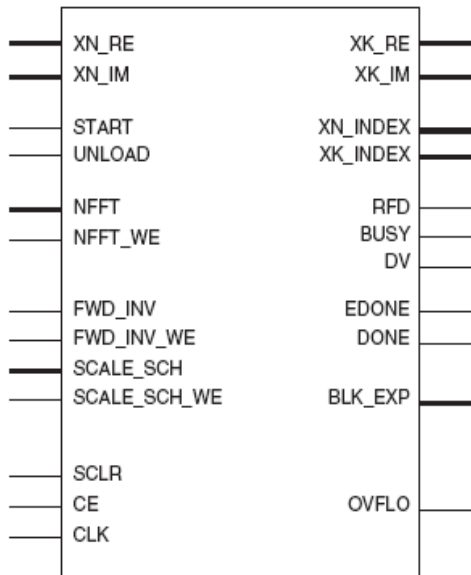 XN_RE XK_RE
XN_IM XK_IM
START XN_INDEX
UNLOAD XK_INDEX
NFFT RFD
NFFT_WE BUSY
DV
FWD_INV EDONE
FWD_INV_WE DONE
SCALE_SCH
SCALE_SCH_WE BLK_EXP
SCLR
CE OVFLO
CLK